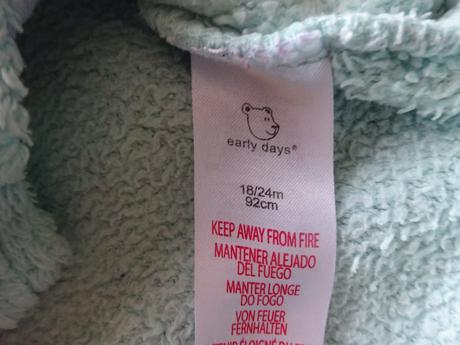 early days®
18/24m
92cm
KEEP AWAY FROM FIRE
MANTENER ALEJADO
DEL FUEGO
MANTER LONGE
DO FOGO
VON FEUER
FERNHALTEN
ÉLOIGNÉ